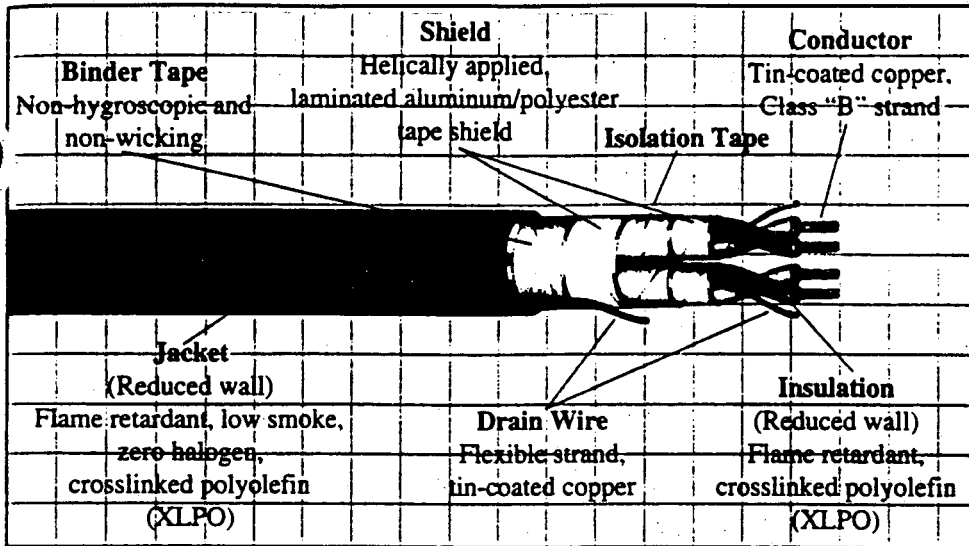 Shield
Helically applied,
laminated aluminum/polyester
tape shield
Binder Tape
Non-hygroscopic and
non-wicking
Conductor
Tin-coated copper,
Class "B" strand
Isolation Tape
Jacket
(Reduced wall)
Flame retardant, low smoke,
zero halogen,
crosslinked polyolefin
(XLPO)
Drain Wire
Flexible strand,
tin-coated copper
Insulation
(Reduced wall)
Flame retardant,
crosslinked polyolefin
(XLPO)